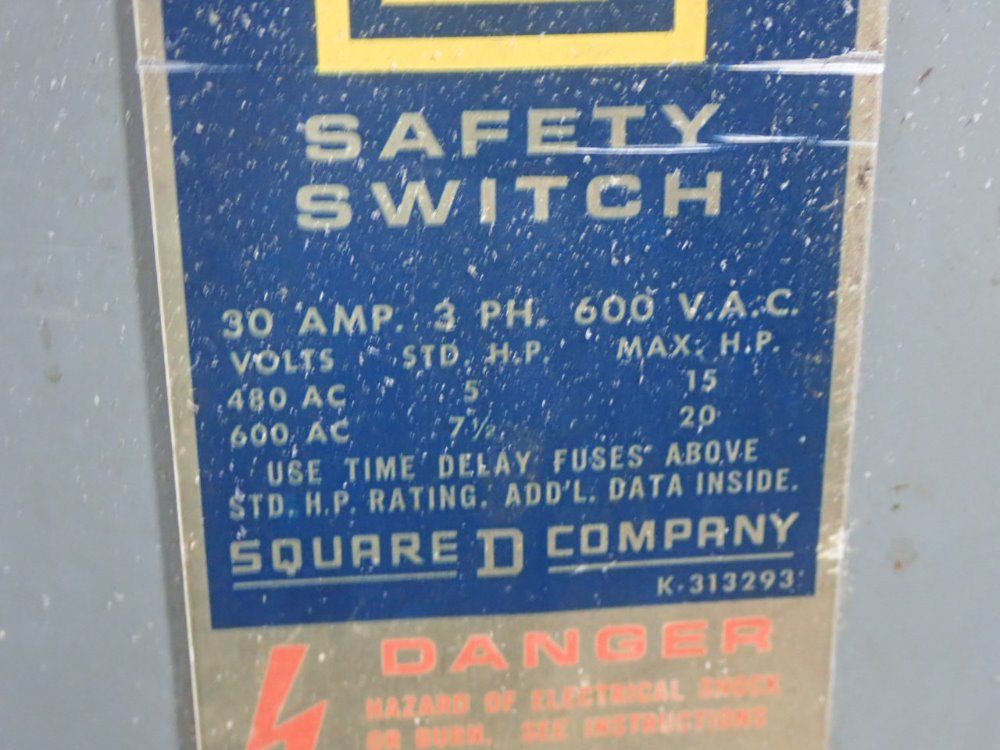 SAFETY
SWITCH
30 AMP. 3 PH. 600 V.A.C.
VOLTS STD. H.P. MAX. H.P.
480 AC 5 15
600 AC 7½ 20
USE TIME DELAY FUSES ABOVE
STD. H.P. RATING. ADD'L. DATA INSIDE.
SQUARE D COMPANY
K-313293
DANGER
HAZARD OF ELECTRICAL SHOCK
OR BURN. SEE INSTRUCTIONS